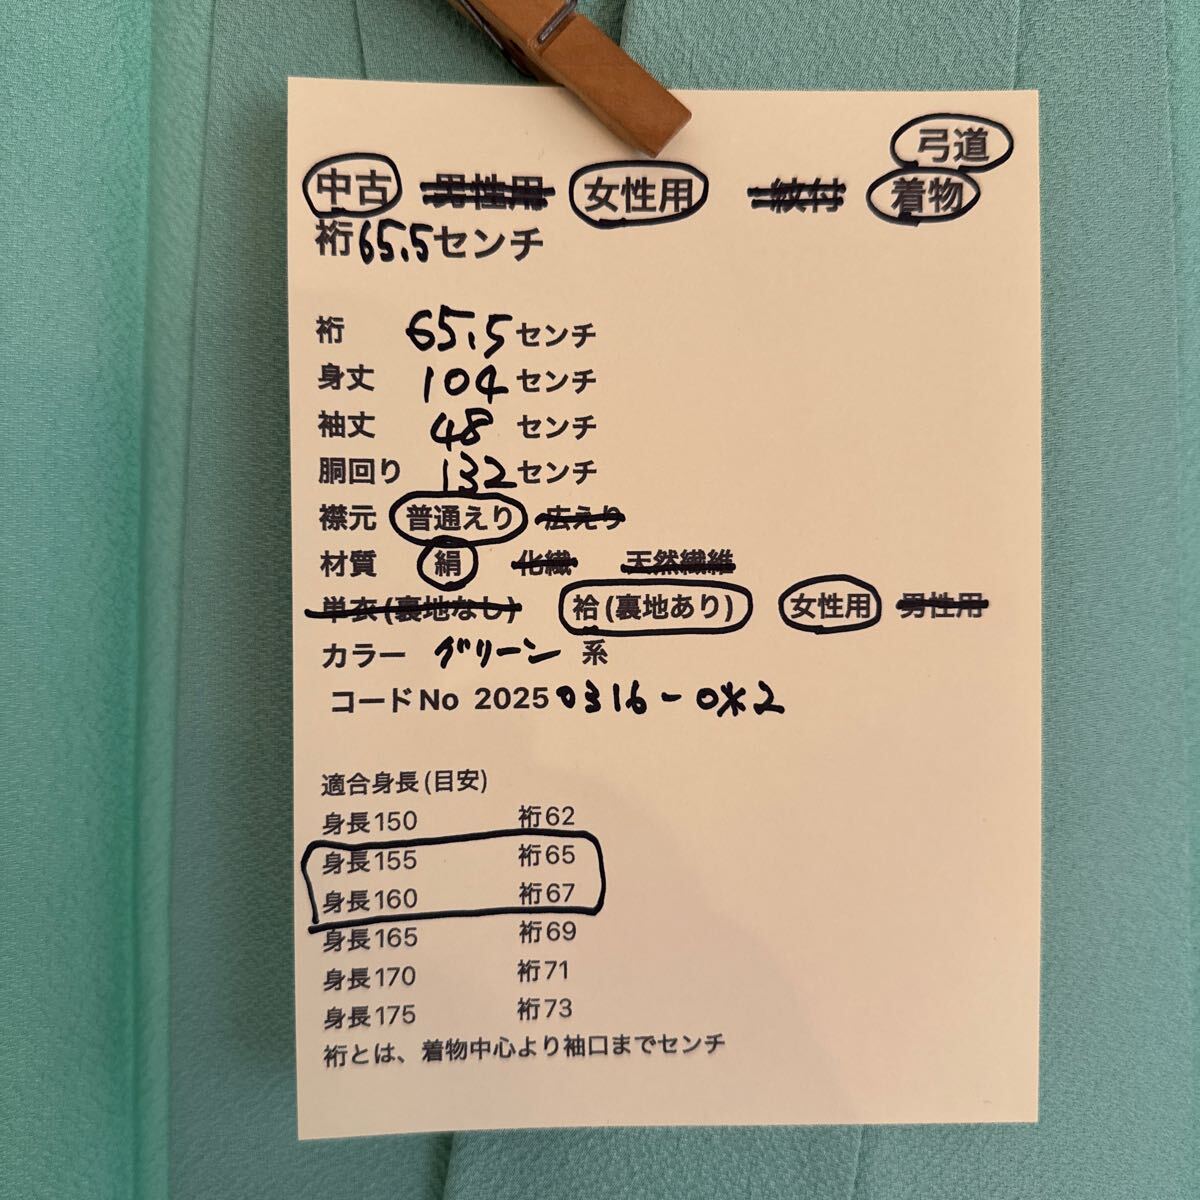 弓道
中古 男性用 女性用 紋付 着物
裄65.5センチ
裄 65.5センチ
身丈 104センチ
袖丈 48 センチ
胴回り 132センチ
襟元 普通えり 広えり
材質 絹 化繊 天然繊維
単衣(裏地なし) 袷(裏地あり) 女性用 男性用
カラー グリーン 系
コードNo 20250316-0*2
適合身長(目安)
身長150 裄62
身長155 裄65
身長160 裄67
身長165 裄69
身長170 裄71
身長175 裄73
裄とは、着物中心より袖口までセンチ